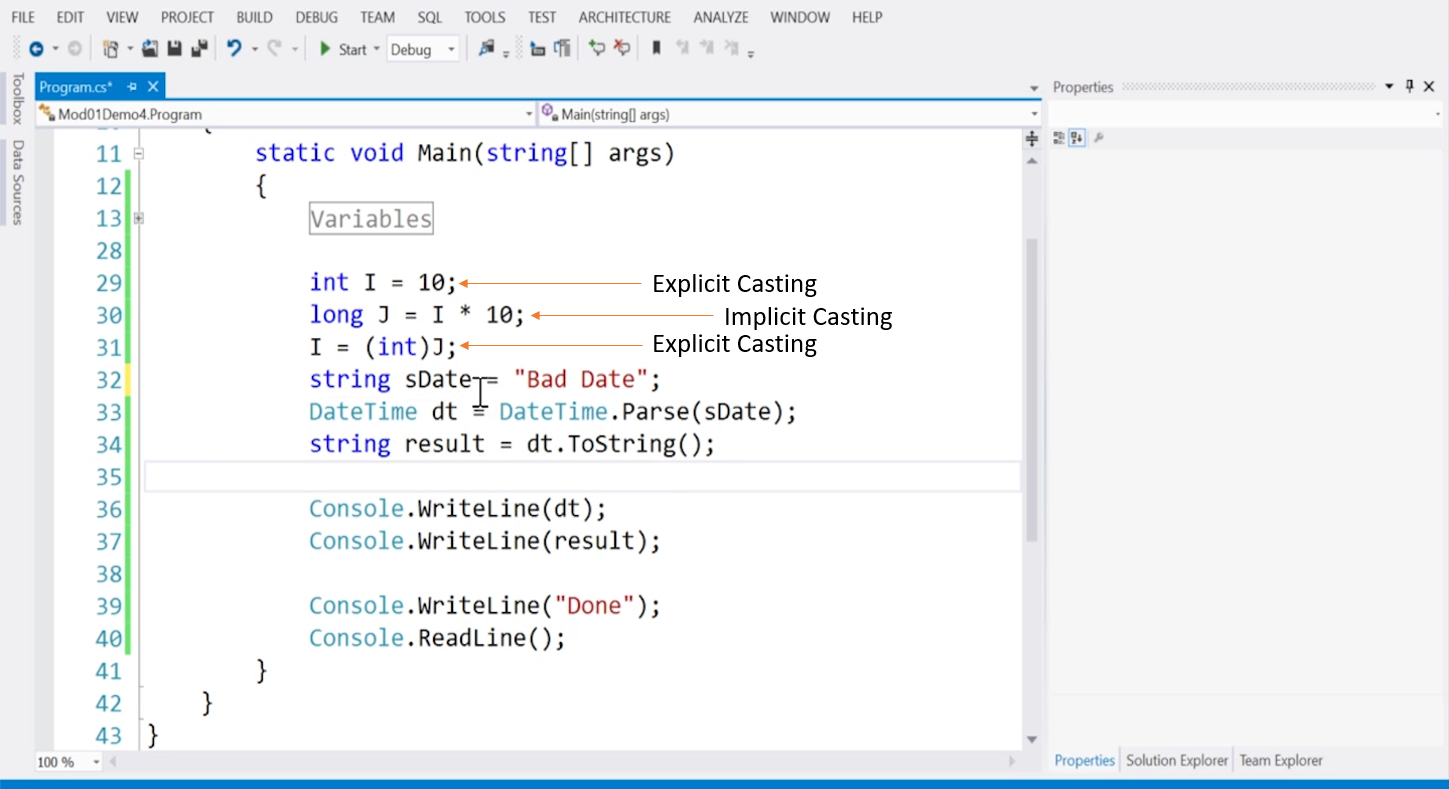 FILE EDIT VIEW PROJECT BUILD DEBUG TEAM SQL TOOLS TEST ARCHITECTURE ANALYZE WINDOW HELP
Start Debug
Toolbox
Data Sources
Program.cs*
Properties
Mod01Demo4.Program Main(string[] args)
11 static void Main(string[] args)
12 {
13 Variables
28
29 int I = 10; Explicit Casting
30 long J = I * 10; Implicit Casting
31 I = (int)J; Explicit Casting
32 string sDate = "Bad Date";
33 DateTime dt = DateTime.Parse(sDate);
34 string result = dt.ToString();
35
36 Console.WriteLine(dt);
37 Console.WriteLine(result);
38
39 Console.WriteLine("Done");
40 Console.ReadLine();
41 }
42 }
43 }
100 %
Properties Solution Explorer Team Explorer